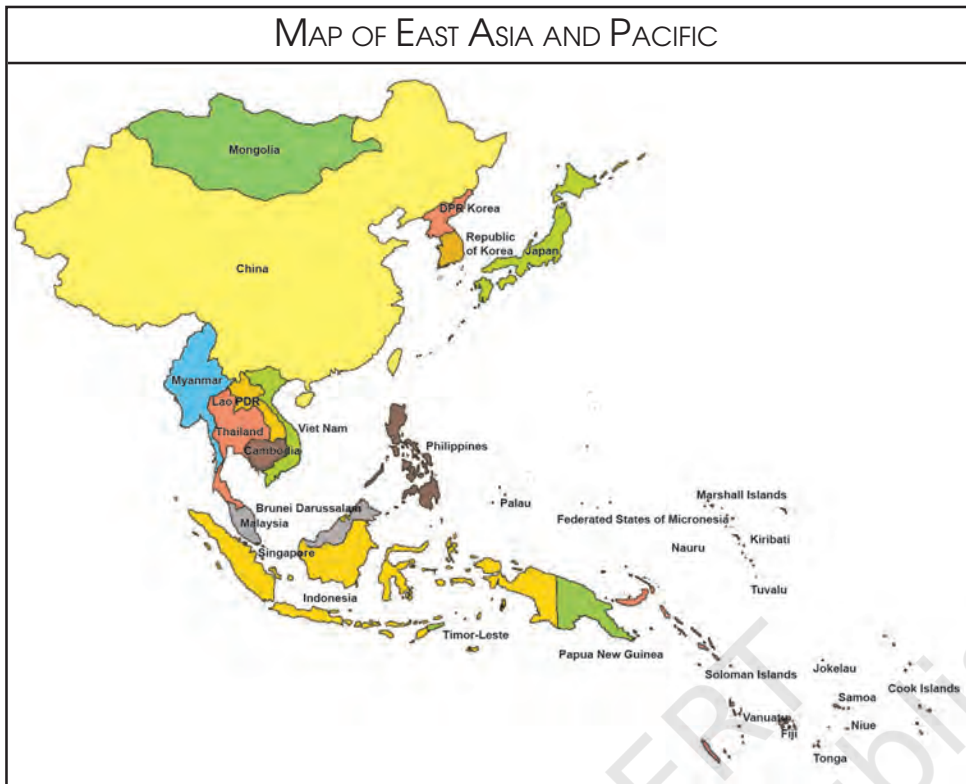 MAP OF EAST ASIA AND PACIFIC
Mongolia
DPR Korea
Republic
of Korea
Japan
China
Myanmar
Lao PDR
Thailand
Viet Nam
Cambodia
Philippines
Palau
Marshall Islands
Brunei Darussalam
Malaysia
Federated States of Micronesia
Kiribati
Nauru
Singapore
Tuvalu
Indonesia
Timor-Leste
Papua New Guinea
Soloman Islands
Jokelau
Cook Islands
Samoa
Vanuatu
Niue
Fiji
Tonga